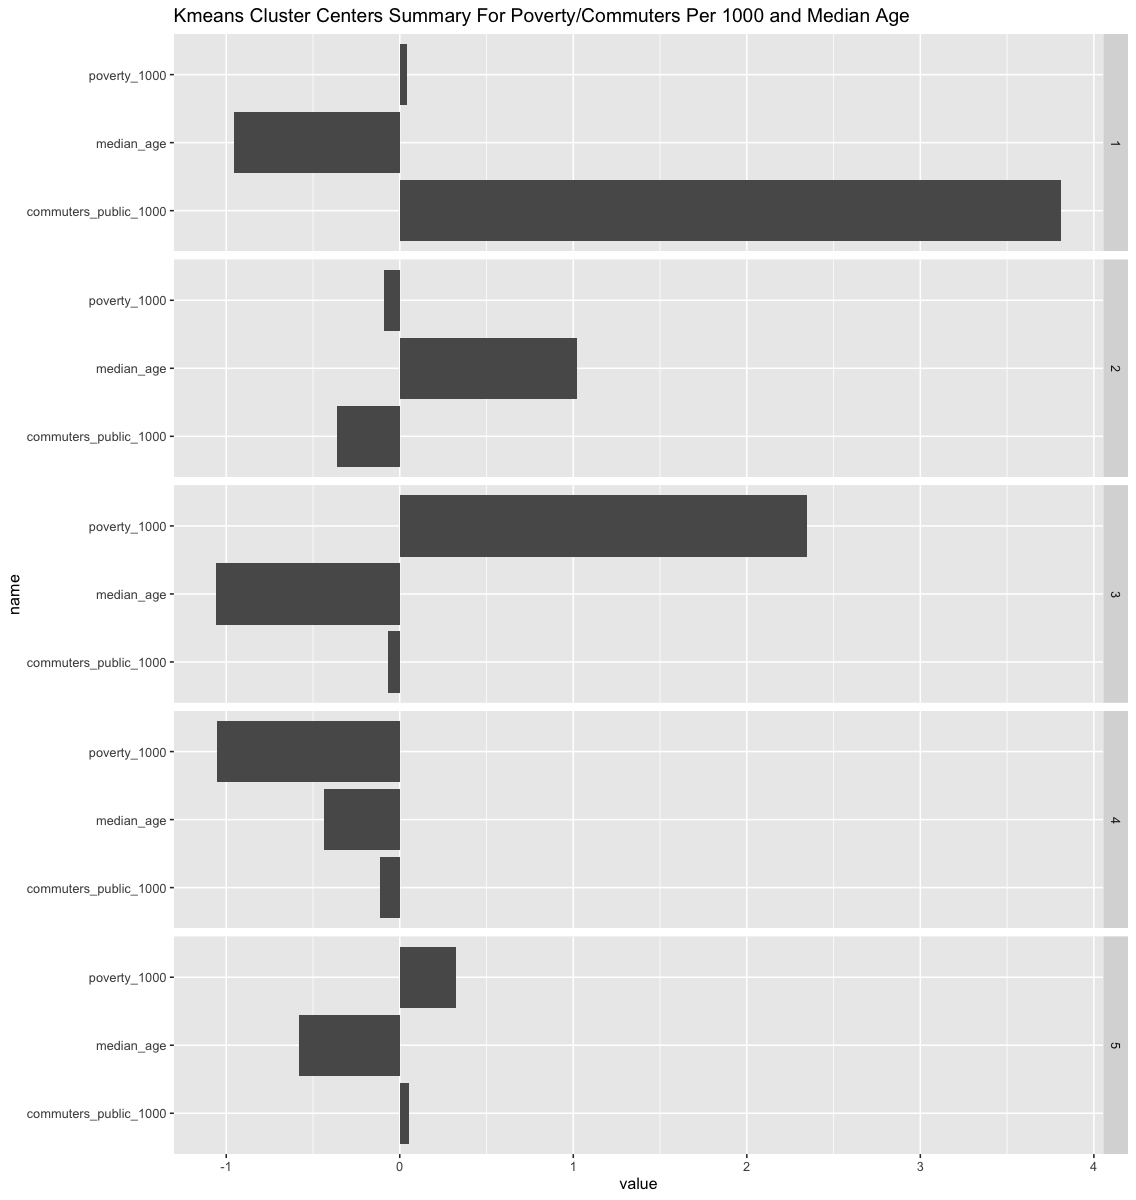 Kmeans Cluster Centers Summary For Poverty/Commuters Per 1000 and Median Age
poverty_1000
median_age
commuters_public_1000
1
poverty_1000
median_age
commuters_public_1000
2
name
poverty_1000
median_age
commuters_public_1000
3
poverty_1000
median_age
commuters_public_1000
4
poverty_1000
median_age
commuters_public_1000
5
-1 0 1 2 3 4
value